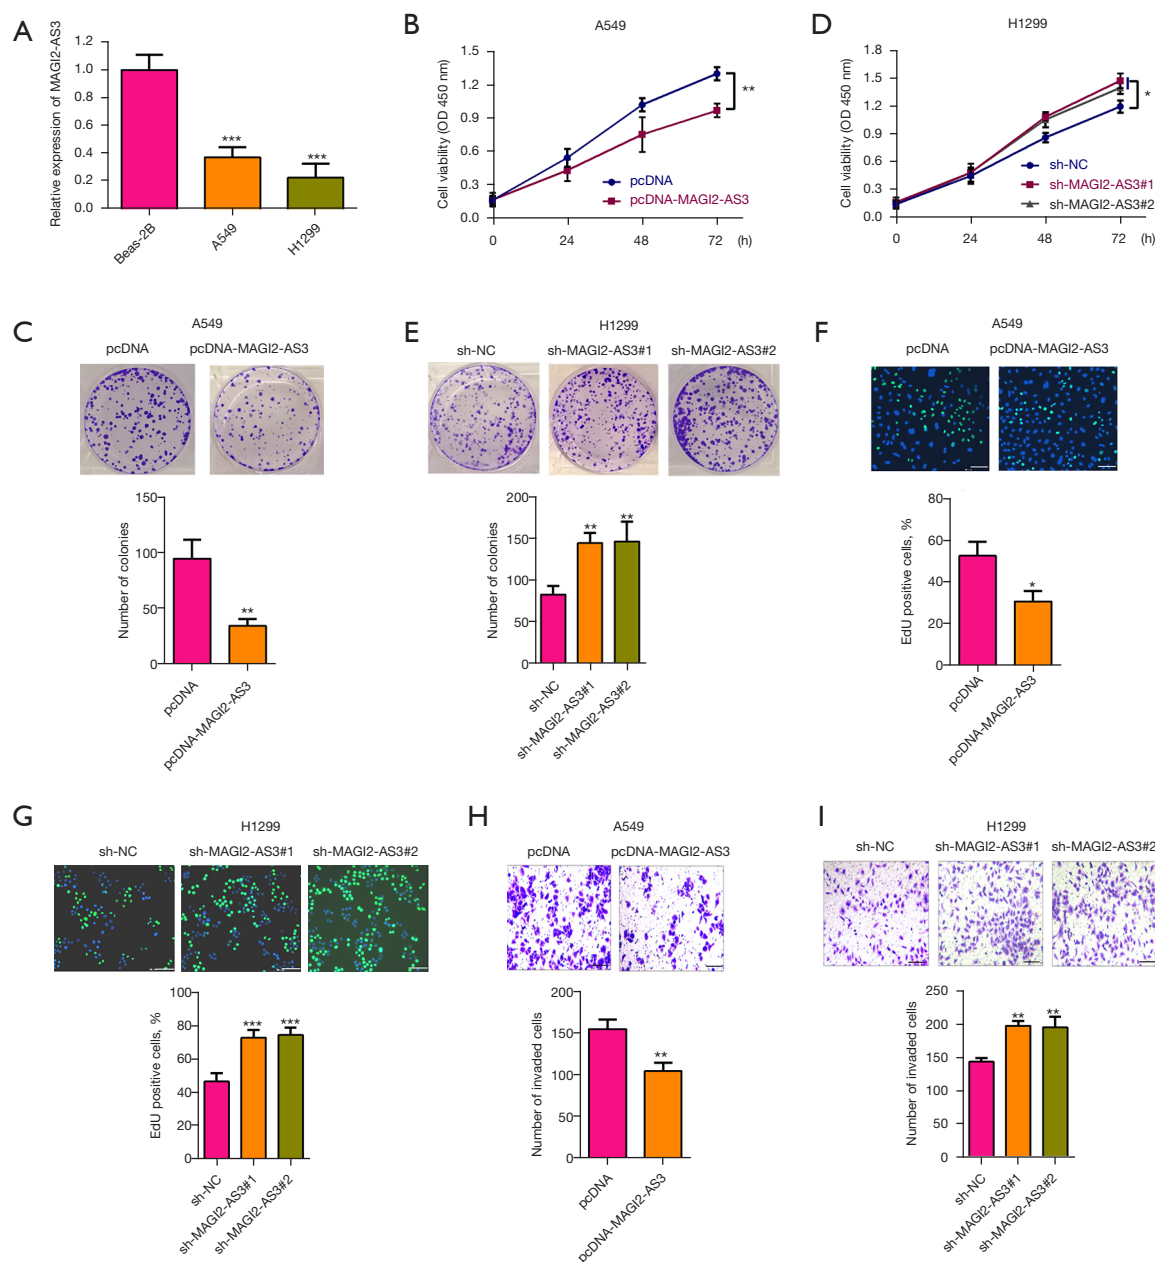 A
Relative expression of MAGI2-AS3
1.2
1.0
0.8
0.6
0.4
0.2
0.0
***
***
Beas-2B
A549
H1299
B
A549
Cell viability (OD 450 nm)
1.5
1.2
0.9
0.6
0.3
0.0
**
pcDNA
pcDNA-MAGI2-AS3
0 24 48 72 (h)
D
H1299
Cell viability (OD 450 nm)
1.8
1.5
1.2
0.9
0.6
0.3
0.0
*
sh-NC
sh-MAGI2-AS3#1
sh-MAGI2-AS3#2
0 24 48 72 (h)
C
A549
pcDNA pcDNA-MAGI2-AS3
Number of colonies
150
100
50
0
**
pcDNA
pcDNA-MAGI2-AS3
E
H1299
sh-NC sh-MAGI2-AS3#1 sh-MAGI2-AS3#2
Number of colonies
200
150
100
50
0
** **
sh-NC
sh-MAGI2-AS3#1
sh-MAGI2-AS3#2
F
A549
pcDNA pcDNA-MAGI2-AS3
EdU positive cells, %
80
60
40
20
0
*
pcDNA
pcDNA-MAGI2-AS3
G
H1299
sh-NC sh-MAGI2-AS3#1 sh-MAGI2-AS3#2
EdU positive cells, %
100
80
60
40
20
0
*** ***
sh-NC
sh-MAGI2-AS3#1
sh-MAGI2-AS3#2
H
A549
pcDNA pcDNA-MAGI2-AS3
Number of invaded cells
200
150
100
50
0
**
pcDNA
pcDNA-MAGI2-AS3
I
H1299
sh-NC sh-MAGI2-AS3#1 sh-MAGI2-AS3#2
Number of invaded cells
250
200
150
100
50
0
** **
sh-NC
sh-MAGI2-AS3#1
sh-MAGI2-AS3#2